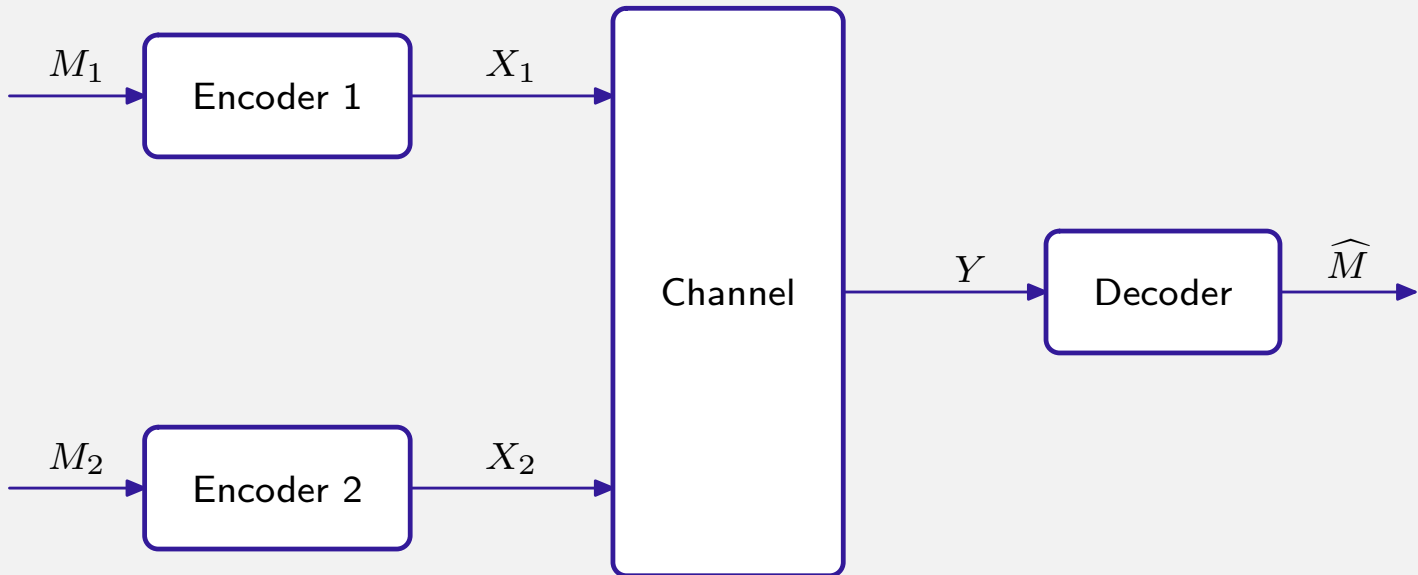 M₁
Encoder 1
X₁
Channel
Y
Decoder
M̂
M₂
Encoder 2
X₂